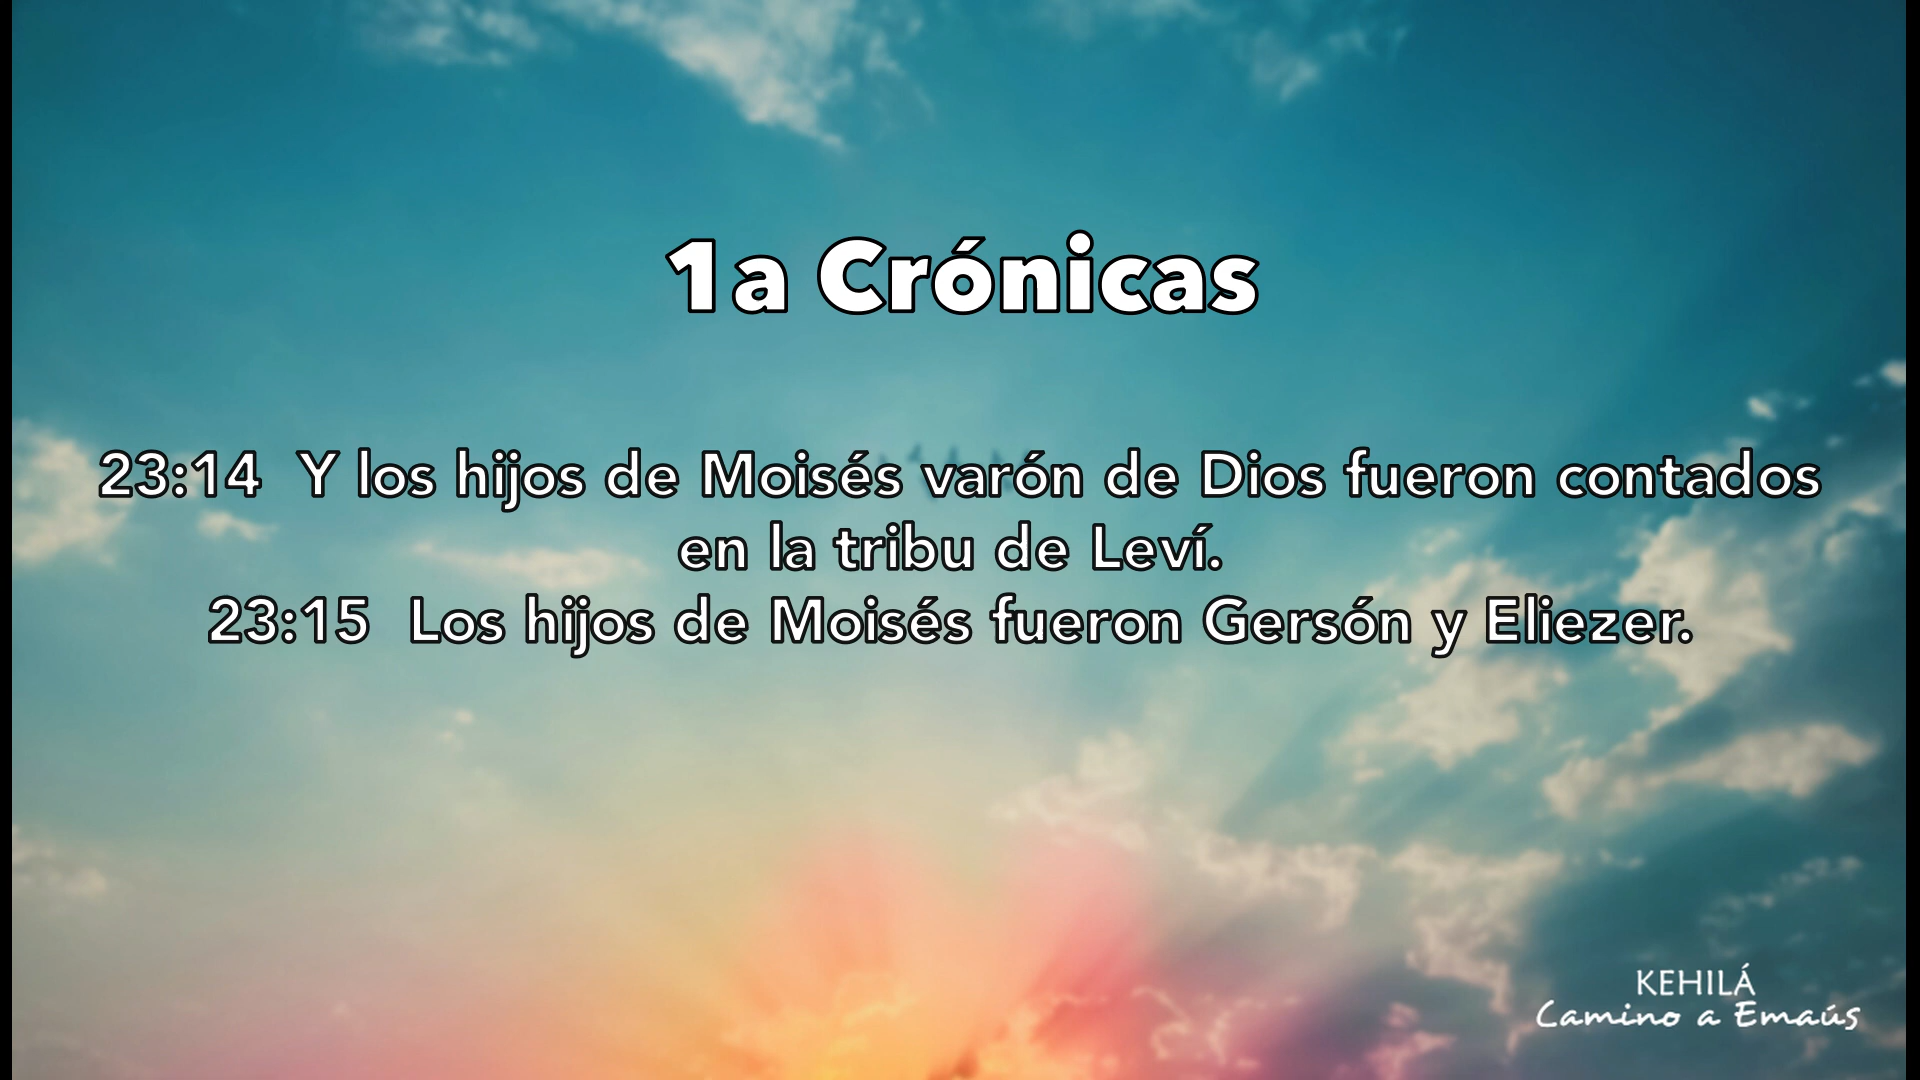 1a Crónicas
23:14 Y los hijos de Moisés varón de Dios fueron contados
en la tribu de Leví.
23:15 Los hijos de Moisés fueron Gersón y Eliezer.
KEHILÁ
Camino a Emaús